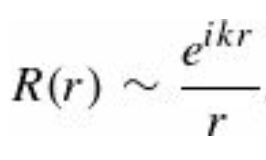 R(r) ∼ e^{ikr} / r